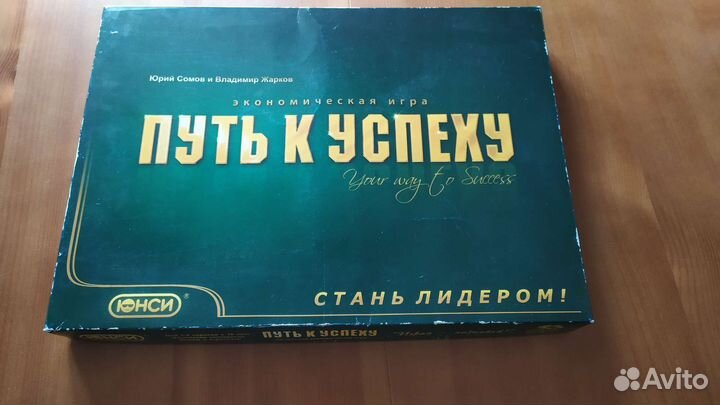 Юрий Сомов и Владимир Жарков
экономическая игра
ПУТЬ К УСПЕХУ
Your way to Success
ЮНСИ®
СТАНЬ ЛИДЕРОМ!
ПУТЬ К УСПЕХУ
Avito